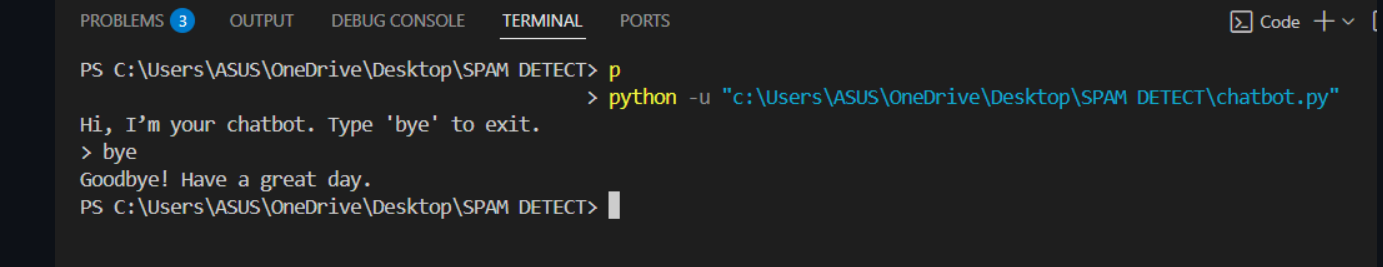 PROBLEMS 3 OUTPUT DEBUG CONSOLE TERMINAL PORTS Code
PS C:\Users\ASUS\OneDrive\Desktop\SPAM DETECT> p
> python -u "c:\Users\ASUS\OneDrive\Desktop\SPAM DETECT\chatbot.py"
Hi, I’m your chatbot. Type 'bye' to exit.
> bye
Goodbye! Have a great day.
PS C:\Users\ASUS\OneDrive\Desktop\SPAM DETECT>